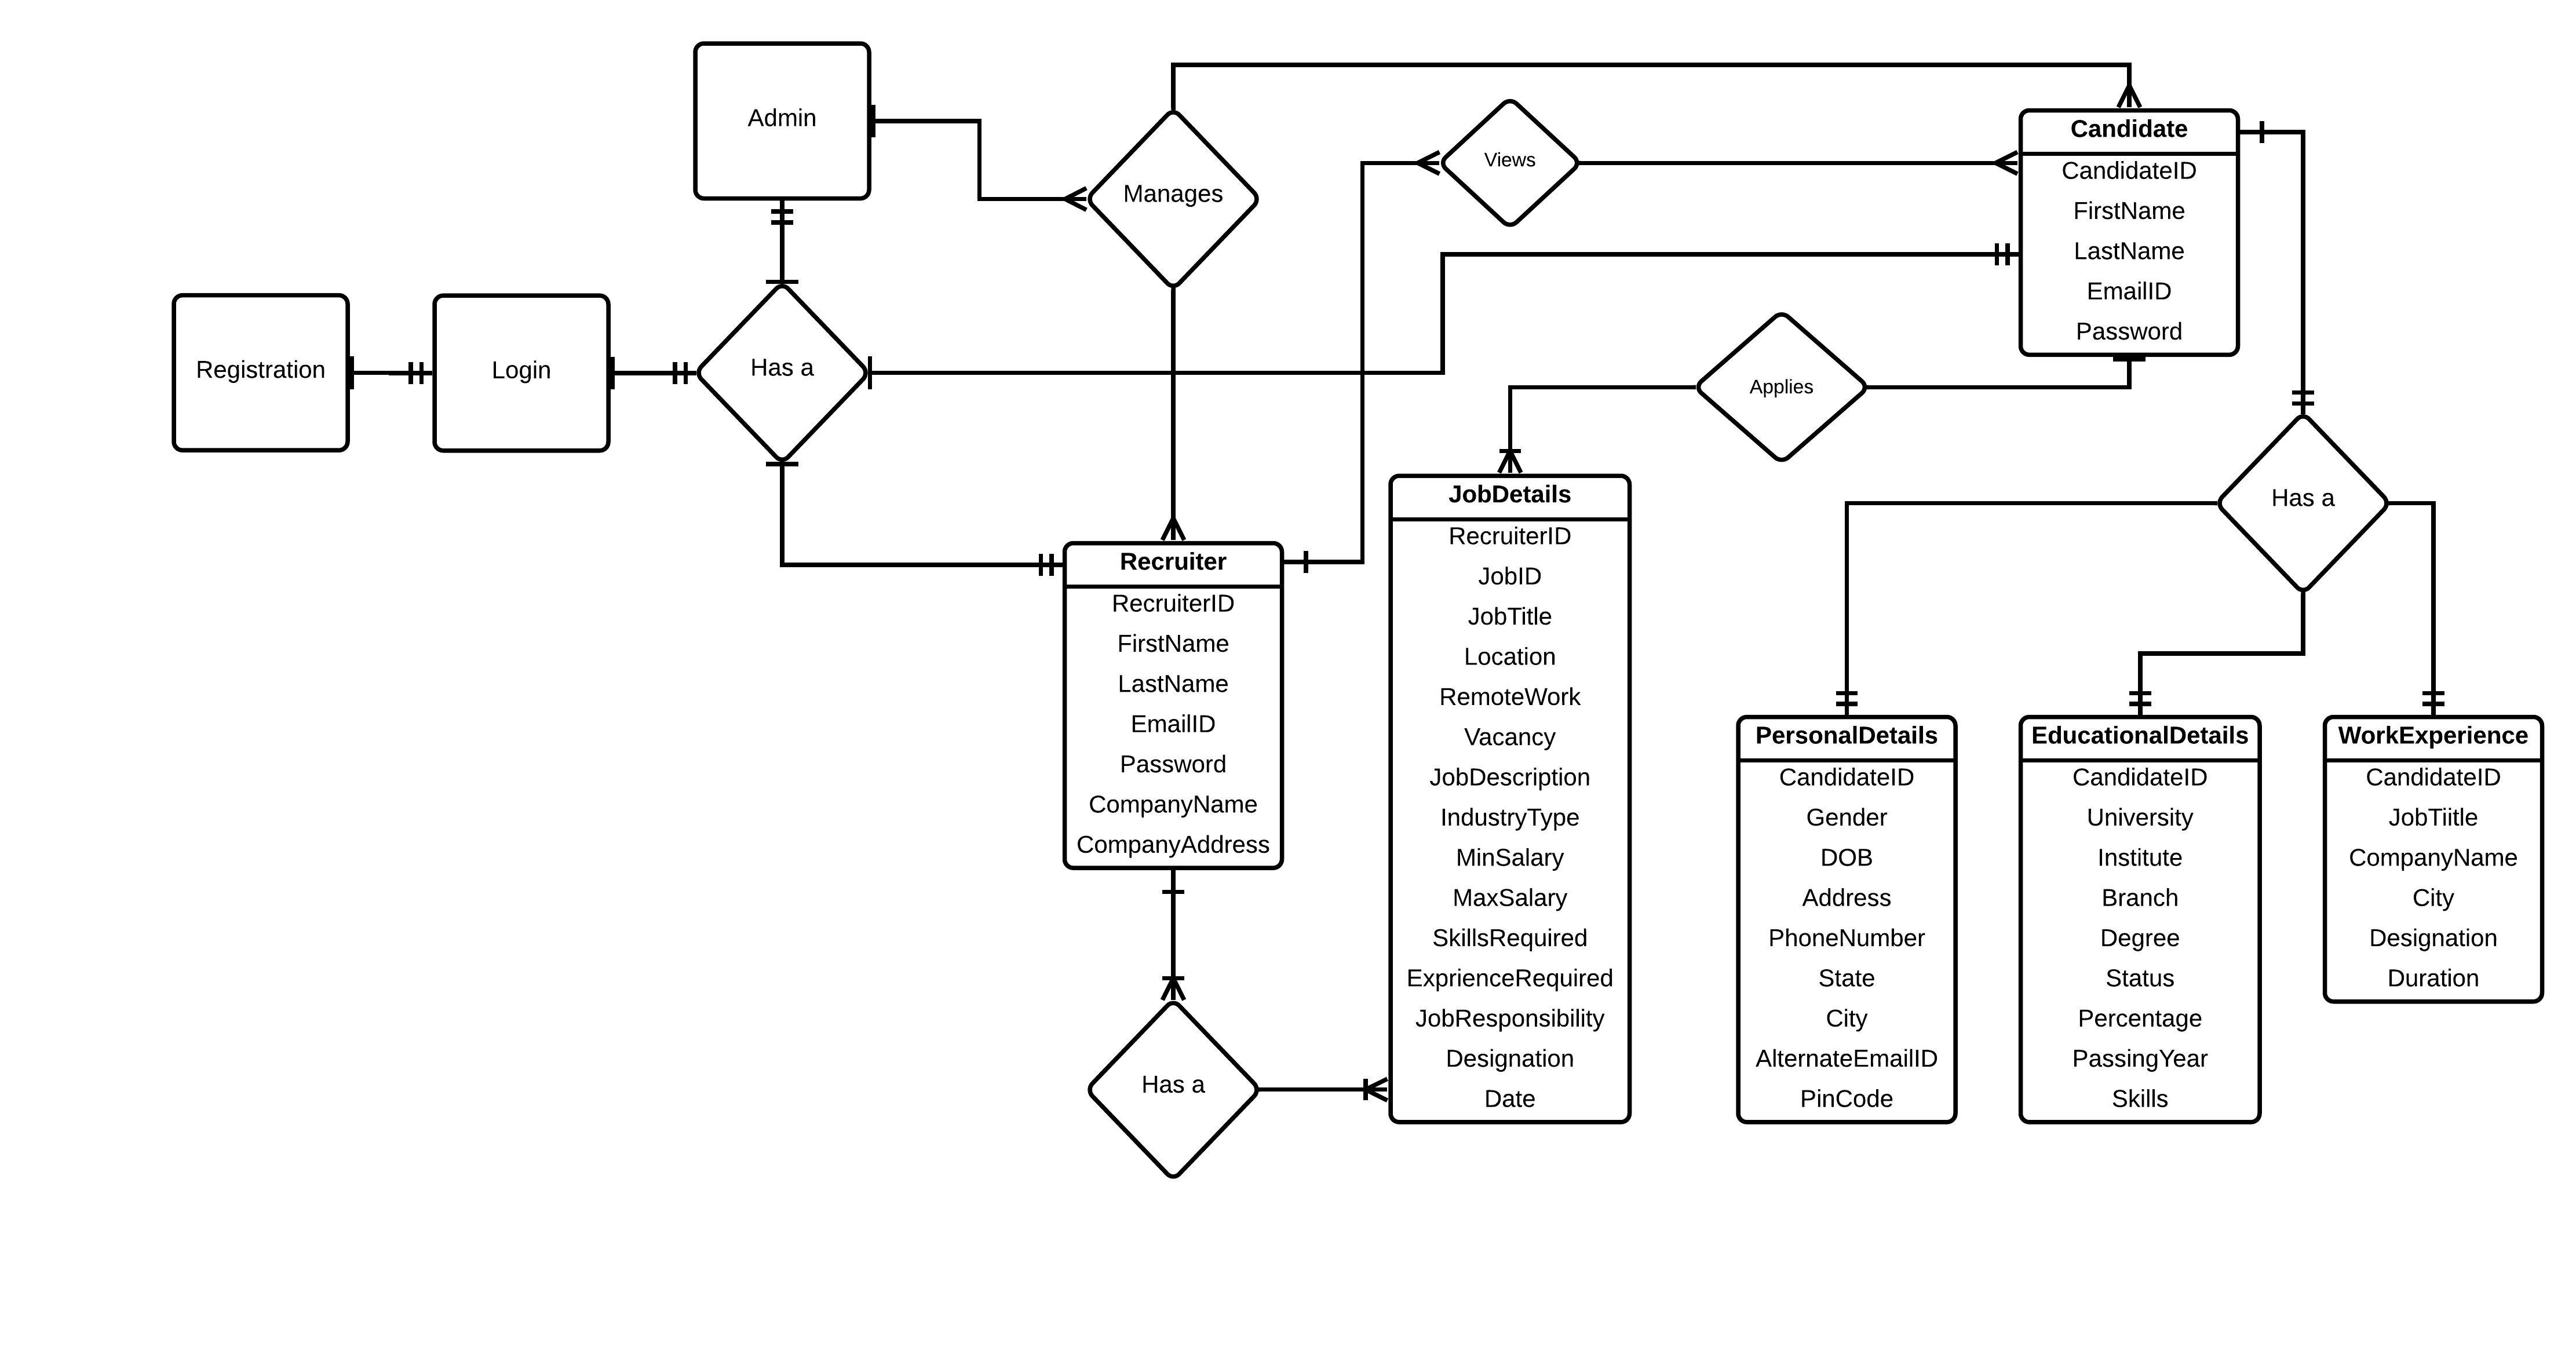 Admin
Manages
Views
Registration
Login
Has a
Applies
Has a
Candidate
CandidateID
FirstName
LastName
EmailID
Password
Recruiter
RecruiterID
FirstName
LastName
EmailID
Password
CompanyName
CompanyAddress
Has a
JobDetails
RecruiterID
JobID
JobTitle
Location
RemoteWork
Vacancy
JobDescription
IndustryType
MinSalary
MaxSalary
SkillsRequired
ExprienceRequired
JobResponsibility
Designation
Date
PersonalDetails
CandidateID
Gender
DOB
Address
PhoneNumber
State
City
AlternateEmailID
PinCode
EducationalDetails
CandidateID
University
Institute
Branch
Degree
Status
Percentage
PassingYear
Skills
WorkExperience
CandidateID
JobTiitle
CompanyName
City
Designation
Duration